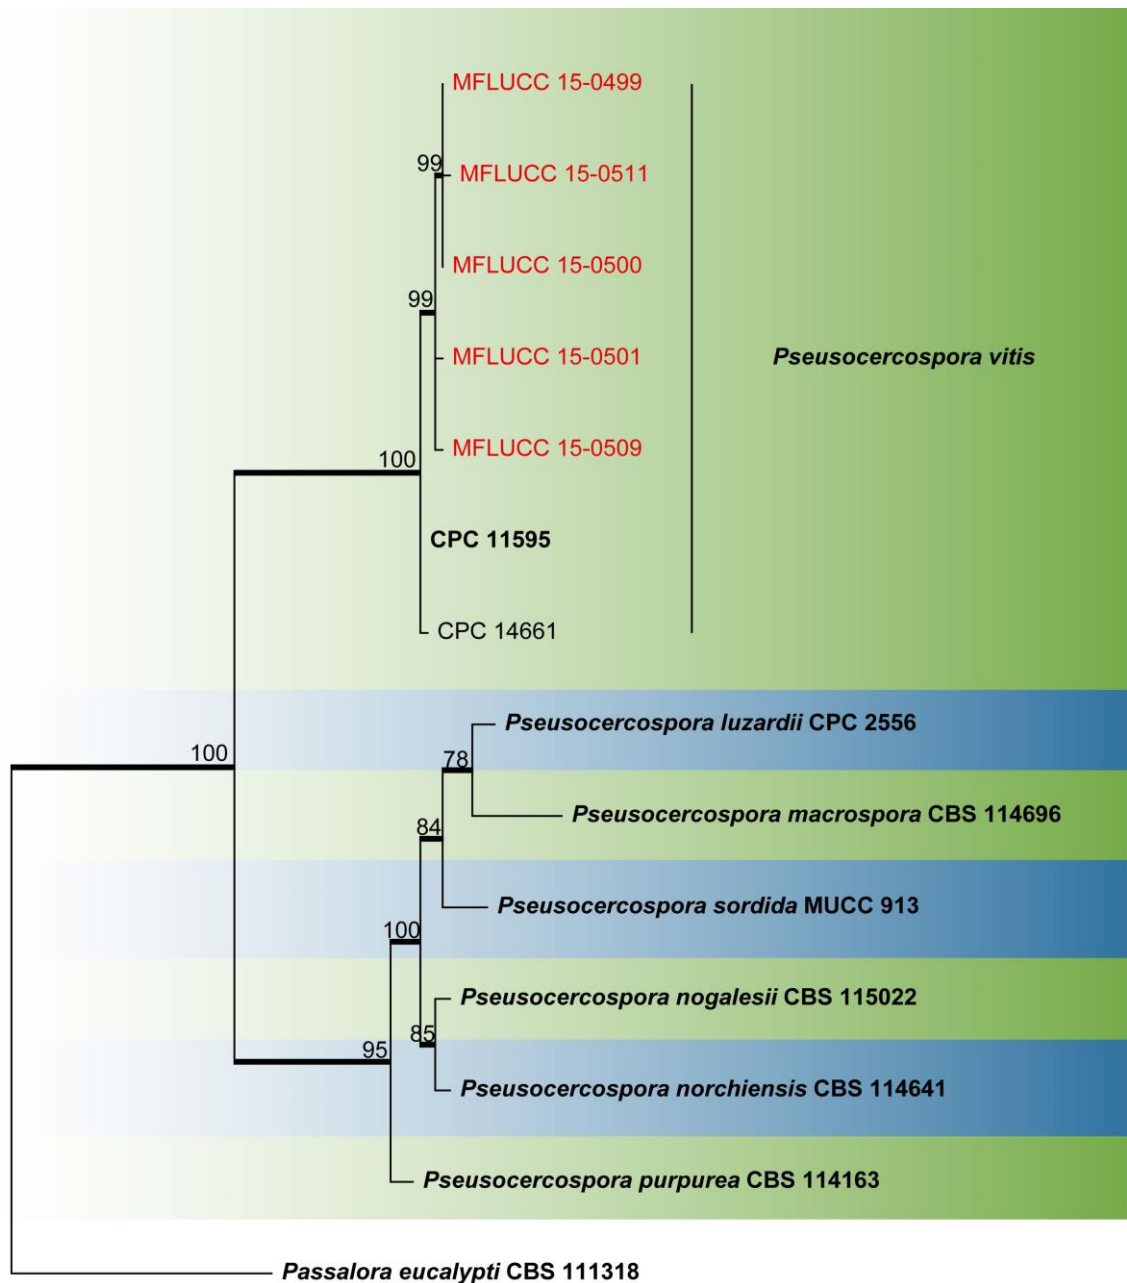 MFLUCC 15-0499
99
MFLUCC 15-0511
MFLUCC 15-0500
99
MFLUCC 15-0501
Pseusocercospora vitis
MFLUCC 15-0509
100
CPC 11595
CPC 14661
Pseusocercospora luzardii CPC 2556
100
78
Pseusocercospora macrospora CBS 114696
84
Pseusocercospora sordida MUCC 913
100
Pseusocercospora nogalesii CBS 115022
85
95
Pseusocercospora norchiensis CBS 114641
Pseusocercospora purpurea CBS 114163
Passalora eucalypti CBS 111318